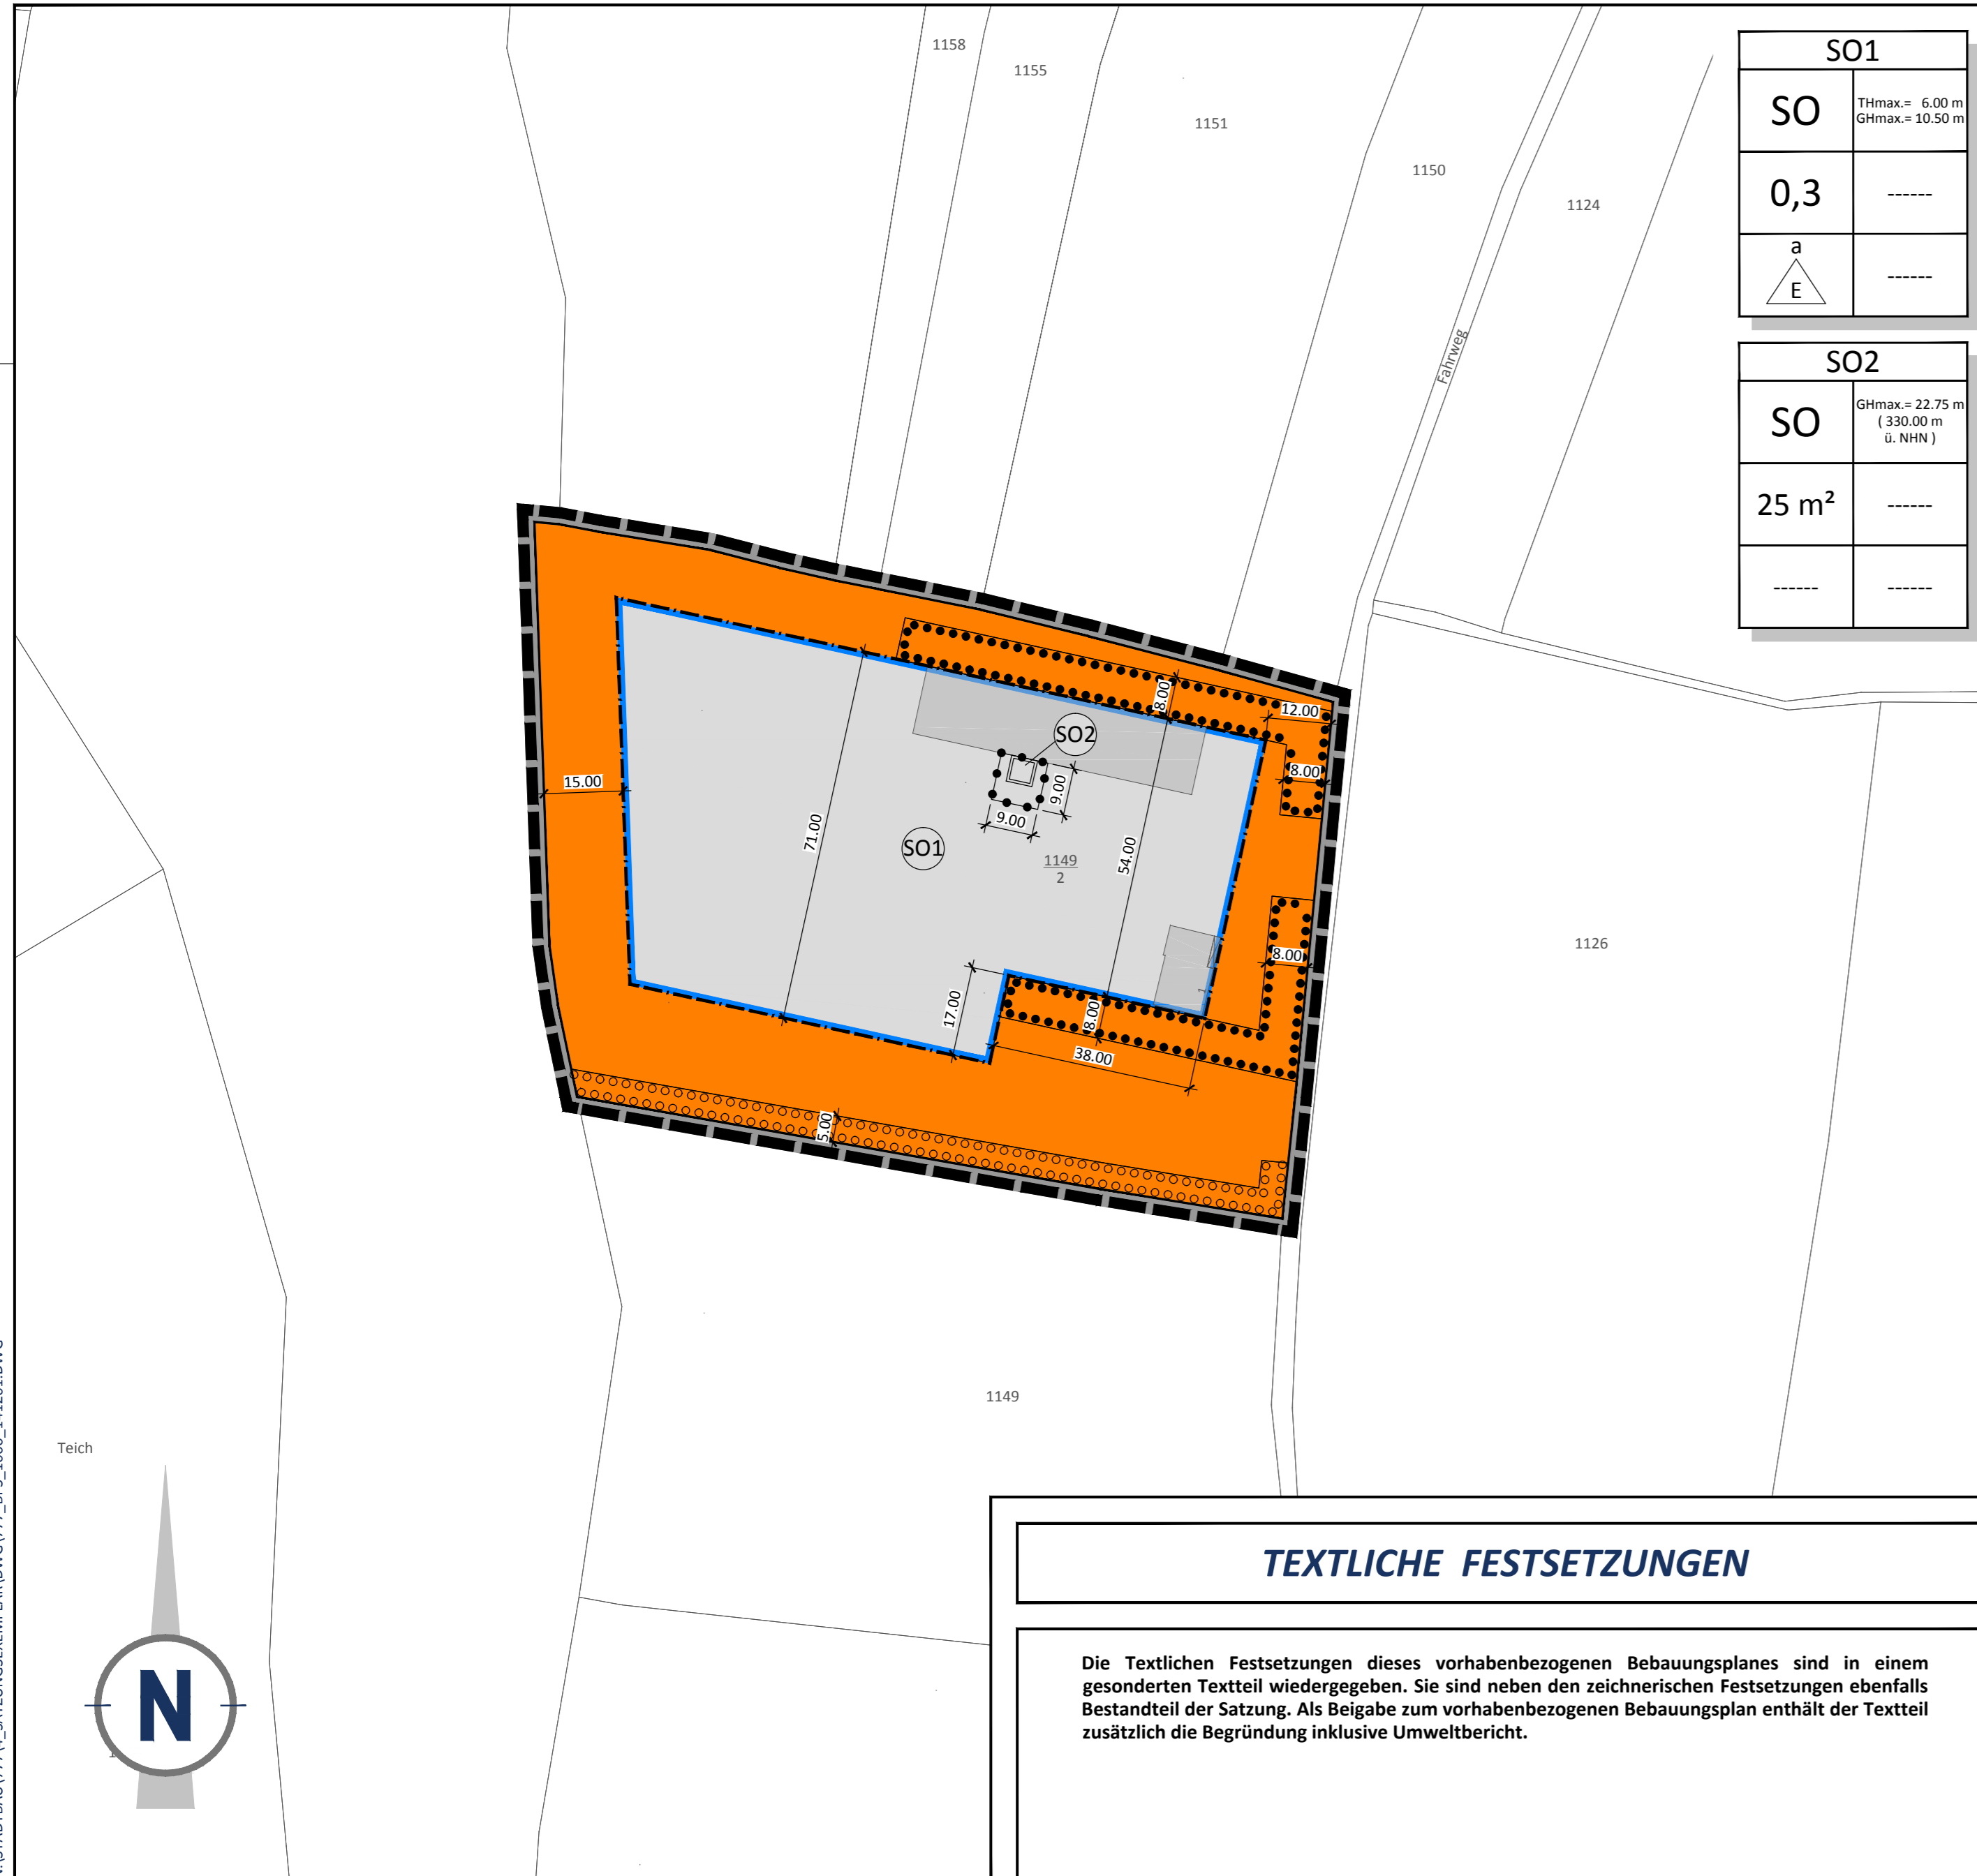 1158
1155
1151
1150
1124
Fahrweg
SO1
SO
THmax.= 6.00 m
GHmax.= 10.50 m
0,3
------
a
E
------
SO2
SO
GHmax.= 22.75 m
( 330.00 m
ü. NHN )
25 m²
------
------
------
8.00
12.00
SO2
8.00
15.00
9.00
9.00
71.00
SO1
54.00
1149
2
1126
8.00
17.00
8.00
1
38.00
5.00
1149
Teich
N
TEXTLICHE FESTSETZUNGEN
Die Textlichen Festsetzungen dieses vorhabenbezogenen Bebauungsplanes sind in einem
gesonderten Textteil wiedergegeben. Sie sind neben den zeichnerischen Festsetzungen ebenfalls
Bestandteil der Satzung. Als Beigabe zum vorhabenbezogenen Bebauungsplan enthält der Textteil
zusätzlich die Begründung inklusive Umweltbericht.